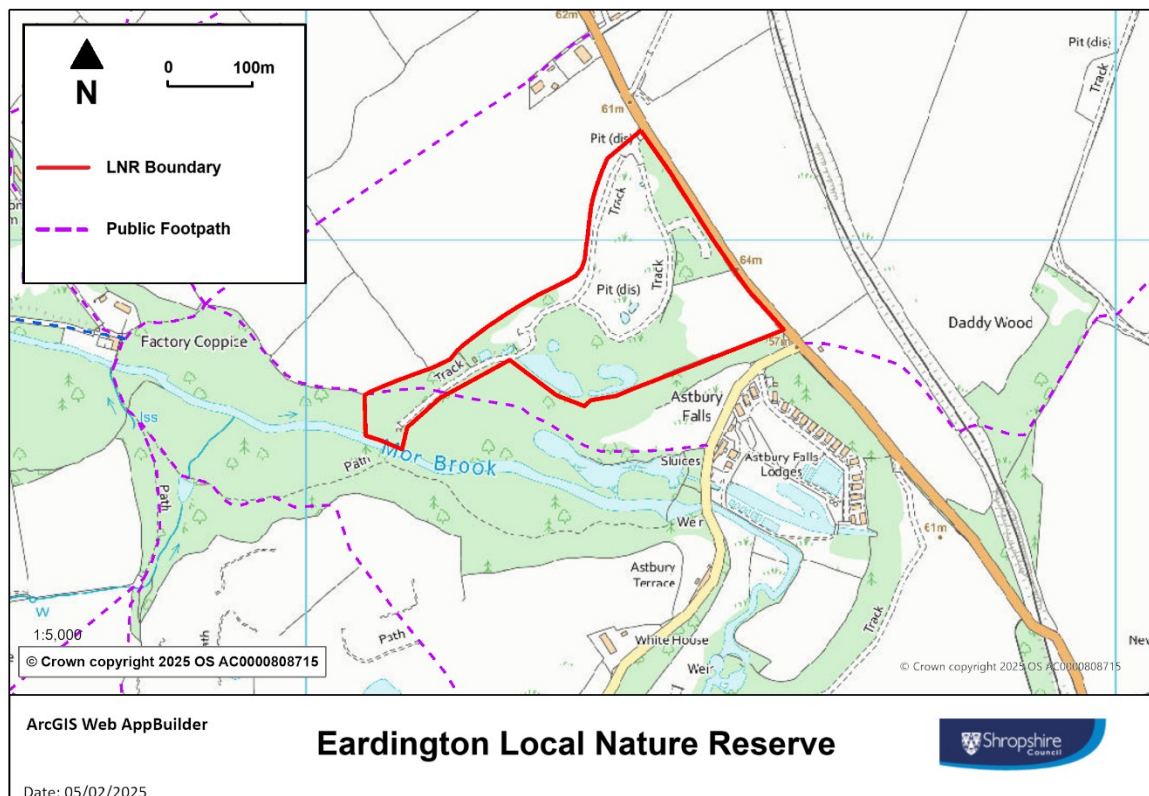 62m
Pit (dis)
Track
N
0 100m
61m
Pit (dis)
LNR Boundary
Public Footpath
Track
Track
64m
Pit (dis)
Daddy Wood
Factory Coppice
57m
Track
Astbury
Falls
Iss
Mor Brook
Path
Sluices
Astbury Falls
Lodges
Path
Weir
61m
Astbury
Terrace
Track
W
1:5,000
Path
Path
White House
Weir
© Crown copyright 2025 OS AC0000808715
© Crown copyright 2025 OS AC0000808715
ArcGIS Web AppBuilder
Eardington Local Nature Reserve
Shropshire
Council
Date: 05/02/2025